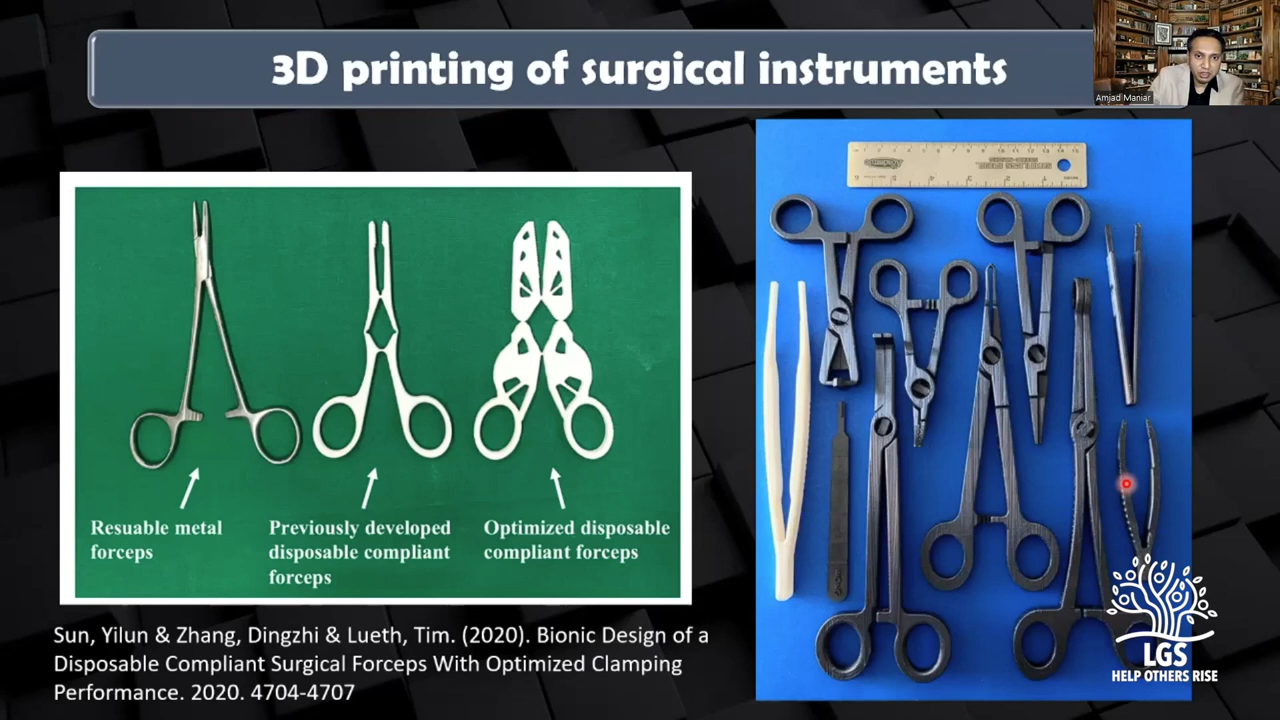 3D printing of surgical instruments
Amjad Maniar
Resuable metal
forceps
Previously developed
disposable compliant
forceps
Optimized disposable
compliant forceps
Sun, Yilun & Zhang, Dingzhi & Lueth, Tim. (2020). Bionic Design of a
Disposable Compliant Surgical Forceps With Optimized Clamping
Performance. 2020. 4704-4707
LGS
HELP OTHERS RISE